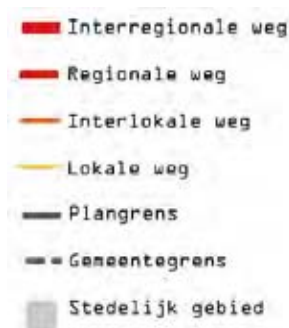 Interregionale weg
Regionale weg
Interlokale weg
Lokale weg
Plangrens
Gemeentegrens
Stedelijk gebied